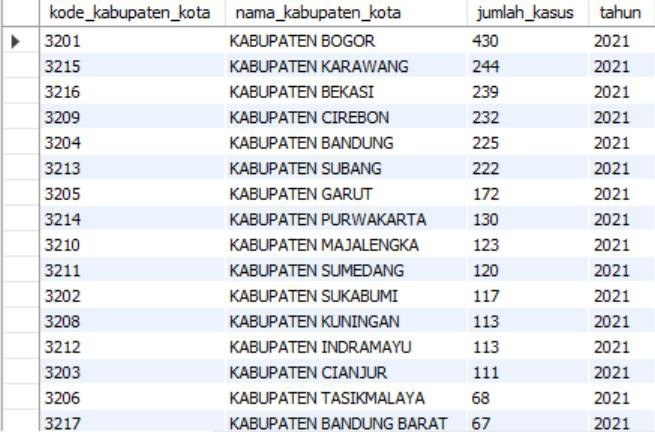 kode_kabupaten_kota nama_kabupaten_kota jumlah_kasus tahun
3201 KABUPATEN BOGOR 430 2021
3215 KABUPATEN KARAWANG 244 2021
3216 KABUPATEN BEKASI 239 2021
3209 KABUPATEN CIREBON 232 2021
3204 KABUPATEN BANDUNG 225 2021
3213 KABUPATEN SUBANG 222 2021
3205 KABUPATEN GARUT 172 2021
3214 KABUPATEN PURWAKARTA 130 2021
3210 KABUPATEN MAJALENGKA 123 2021
3211 KABUPATEN SUMEDANG 120 2021
3202 KABUPATEN SUKABUMI 117 2021
3208 KABUPATEN KUNINGAN 113 2021
3212 KABUPATEN INDRAMAYU 113 2021
3203 KABUPATEN CIANJUR 111 2021
3206 KABUPATEN TASIKMALAYA 68 2021
3217 KABUPATEN BANDUNG BARAT 67 2021